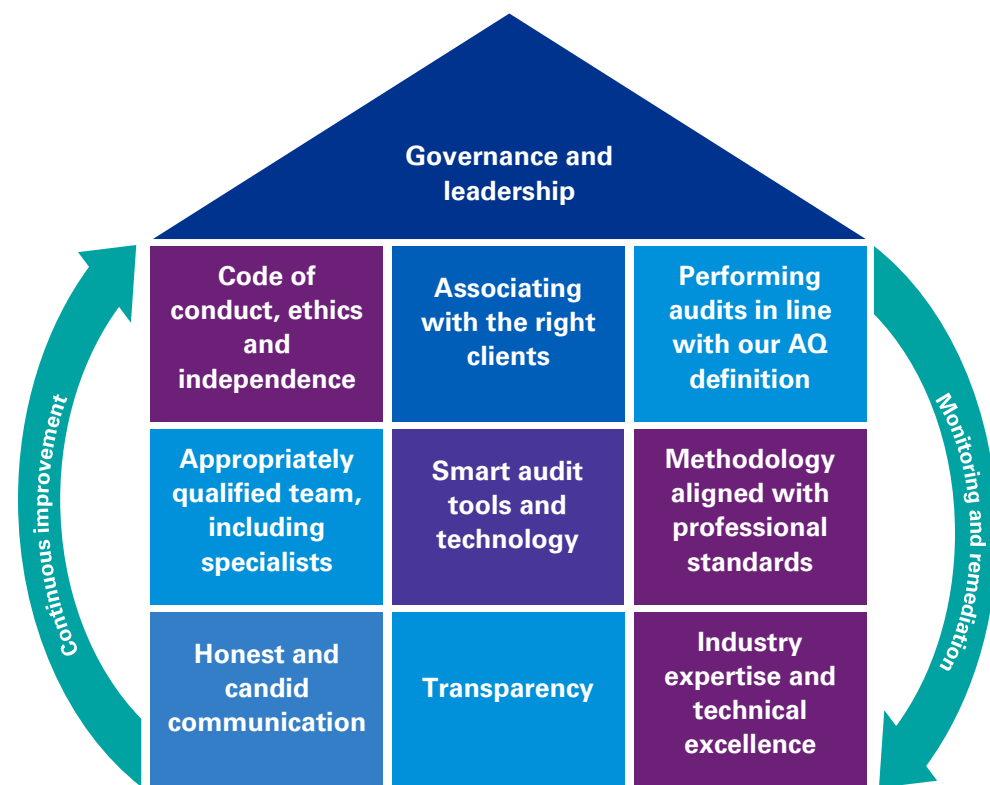 Governance and
leadership
Code of
conduct, ethics
and
independence
Associating
with the right
clients
Performing
audits in line
with our AQ
definition
Appropriately
qualified team,
including
specialists
Smart audit
tools and
technology
Methodology
aligned with
professional
standards
Honest and
candid
communication
Transparency
Industry
expertise and
technical
excellence
Continuous improvement
Monitoring and remediation